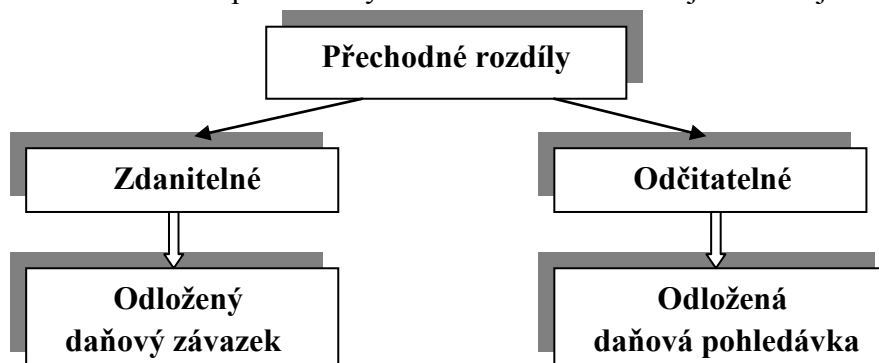 Přechodné rozdíly
Zdanitelné
Odčitatelné
Odložený
daňový závazek
Odložená
daňová pohledávka